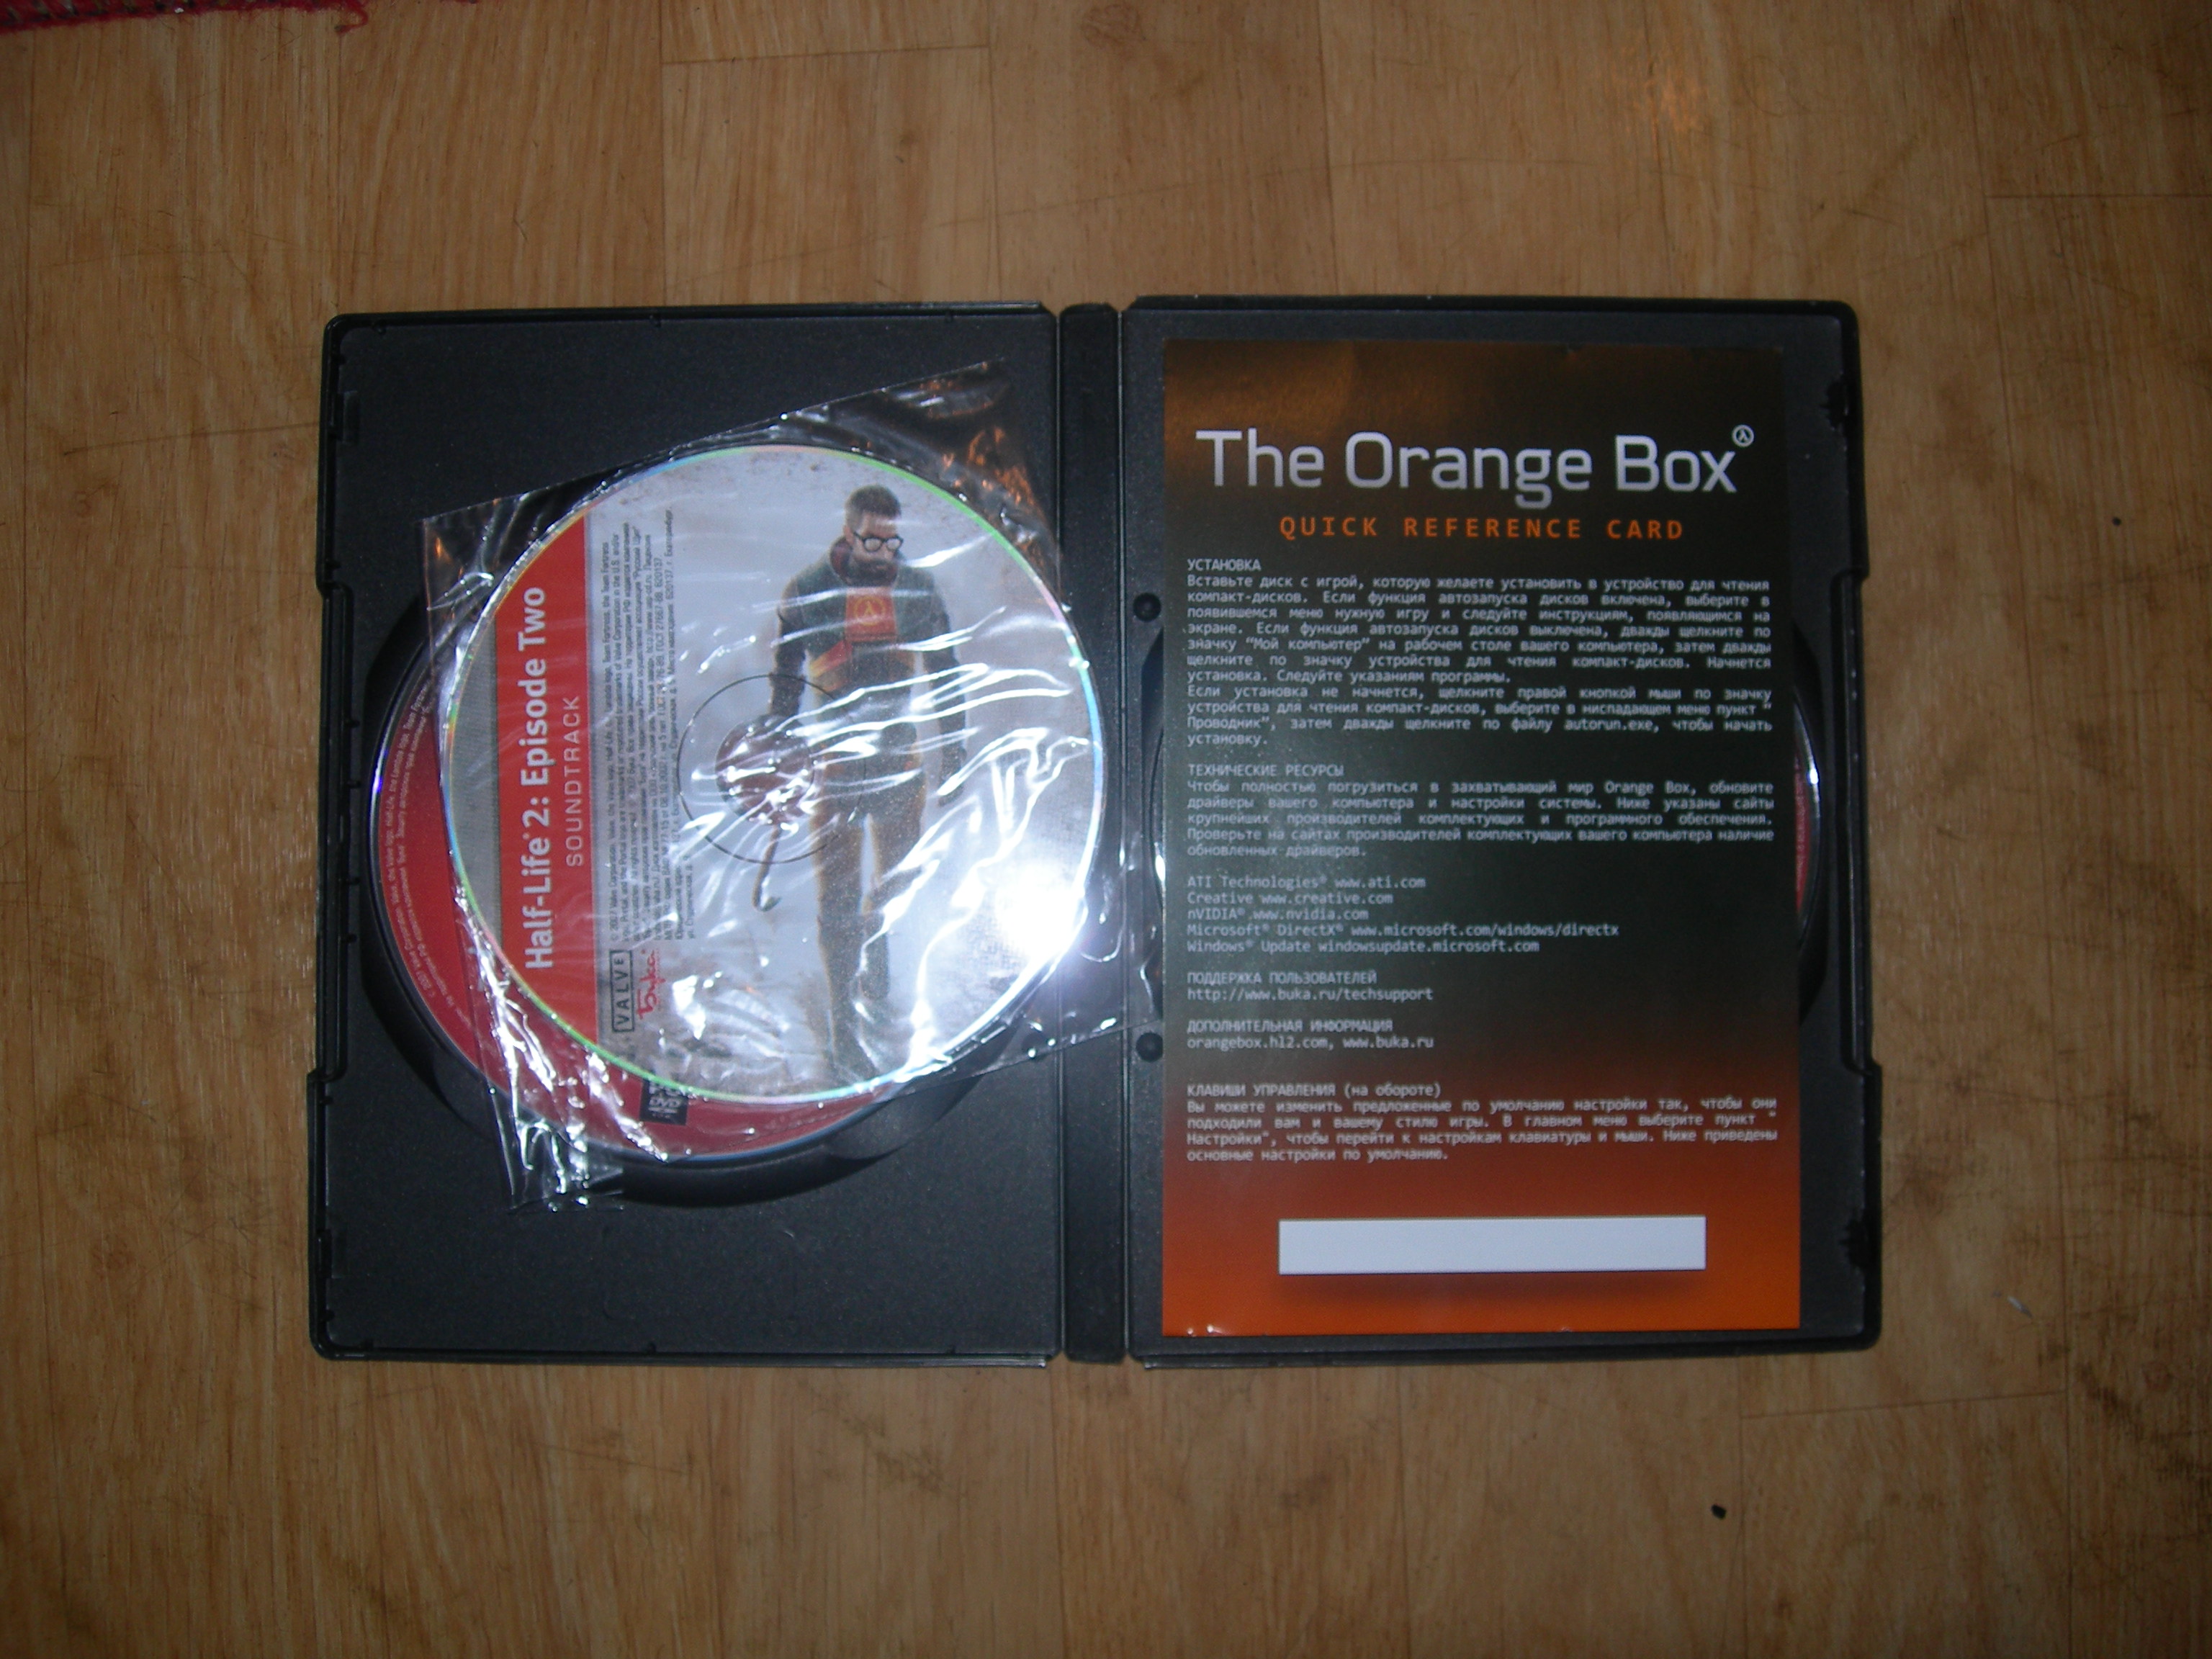 Half-Life 2: Episode Two
SOUNDTRACK
VALVE
Бука
The Orange Box
QUICK REFERENCE CARD
УСТАНОВКА
Вставьте диск с игрой, которую желаете установить в устройство для чтения
компакт-дисков. Если функция автозапуска дисков включена, выберите в
появившемся меню нужную игру и следуйте инструкциям, появляющимся на
экране. Если функция автозапуска дисков выключена, дважды щелкните по
значку "Мой компьютер" на рабочем столе вашего компьютера, затем дважды
щелкните по значку устройства для чтения компакт-дисков. Начнется
установка. Следуйте указаниям программы.
Если установка не начнется, щелкните правой кнопкой мыши по значку
устройства для чтения компакт-дисков, выберите в ниспадающем меню пункт "
Проводник", затем дважды щелкните по файлу autorun.exe, чтобы начать
установку.
ТЕХНИЧЕСКИЕ РЕСУРСЫ
Чтобы полностью погрузиться в захватывающий мир Orange Box, обновите
драйверы вашего компьютера и настройки системы. Ниже указаны сайты
крупнейших производителей комплектующих и программного обеспечения.
Проверьте на сайтах производителей комплектующих вашего компьютера наличие
обновленных драйверов.
ATI Technologies® www.ati.com
Creative www.creative.com
nVIDIA® www.nvidia.com
Microsoft® DirectX® www.microsoft.com/windows/directx
Windows® Update windowsupdate.microsoft.com
ПОДДЕРЖКА ПОЛЬЗОВАТЕЛЕЙ
http://www.buka.ru/techsupport
ДОПОЛНИТЕЛЬНАЯ ИНФОРМАЦИЯ
orangebox.hl2.com, www.buka.ru
КЛАВИШИ УПРАВЛЕНИЯ (на обороте)
Вы можете изменить предложенные по умолчанию настройки так, чтобы они
подходили вам и вашему стилю игры. В главном меню выберите пункт "
Настройки", чтобы перейти к настройкам клавиатуры и мыши. Ниже приведены
основные настройки по умолчанию.